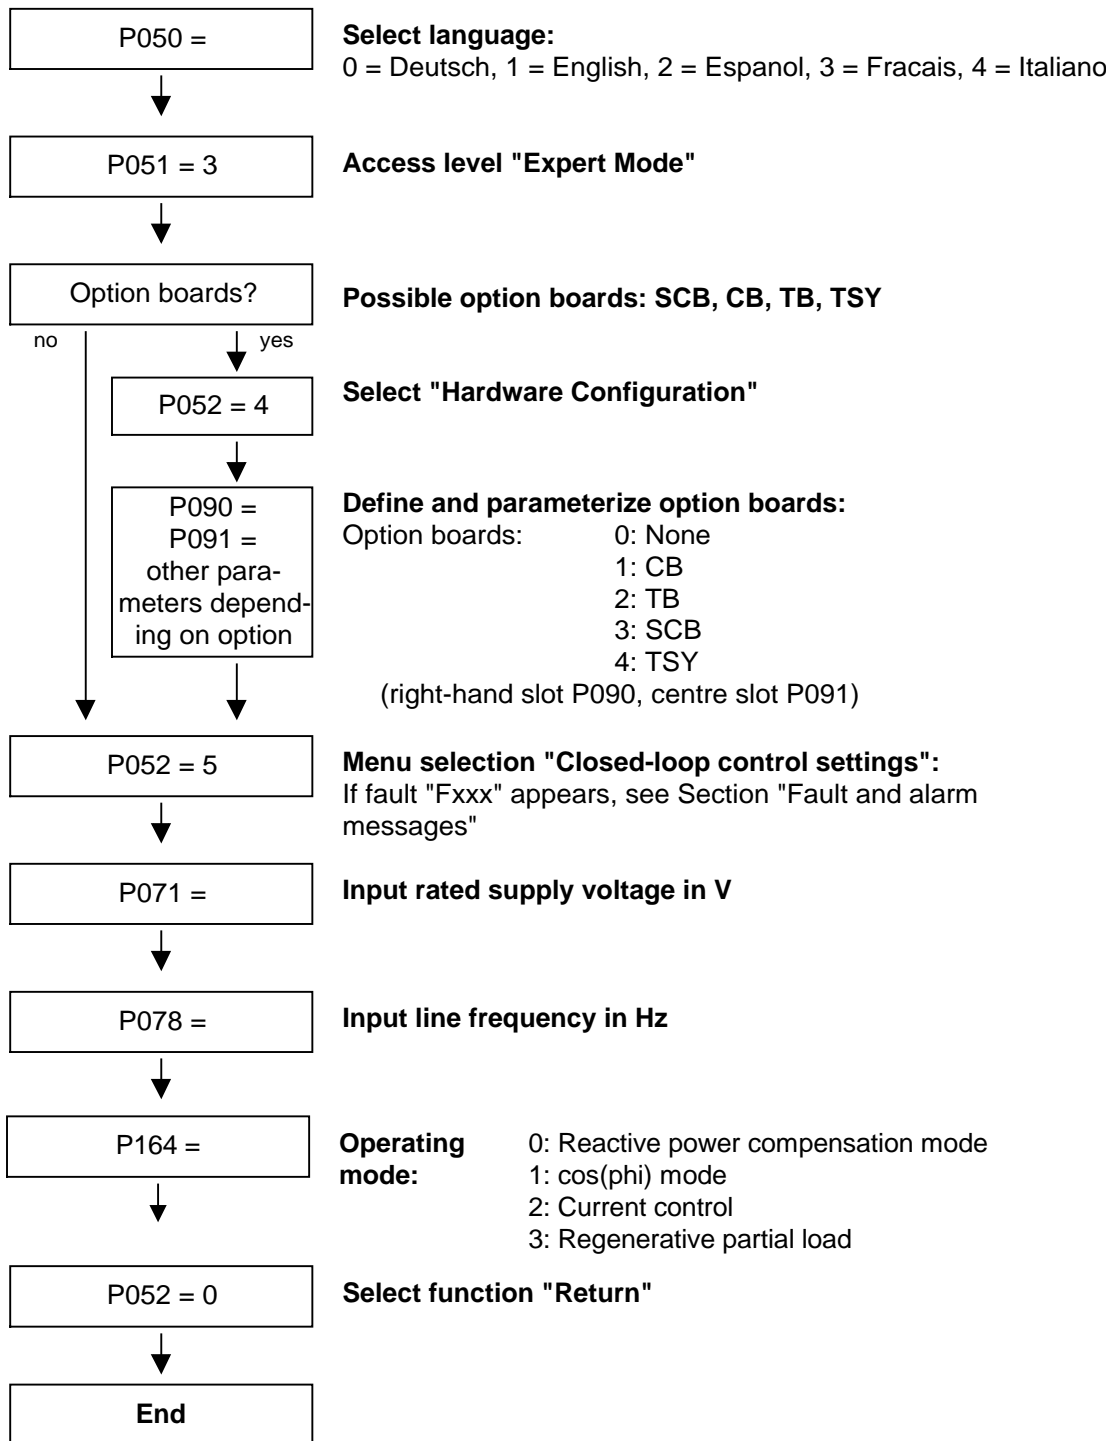 P050 =
Select language:
0 = Deutsch, 1 = English, 2 = Espanol, 3 = Fracais, 4 = Italiano
P051 = 3
Access level "Expert Mode"
Option boards?
Possible option boards: SCB, CB, TB, TSY
no
yes
P052 = 4
Select "Hardware Configuration"
P090 =
P091 =
other para-
meters depend-
ing on option
Define and parameterize option boards:
Option boards: 0: None
1: CB
2: TB
3: SCB
4: TSY
(right-hand slot P090, centre slot P091)
P052 = 5
Menu selection "Closed-loop control settings":
If fault "Fxxx" appears, see Section "Fault and alarm
messages"
P071 =
Input rated supply voltage in V
P078 =
Input line frequency in Hz
P164 =
Operating
mode:
0: Reactive power compensation mode
1: cos(phi) mode
2: Current control
3: Regenerative partial load
P052 = 0
Select function "Return"
End